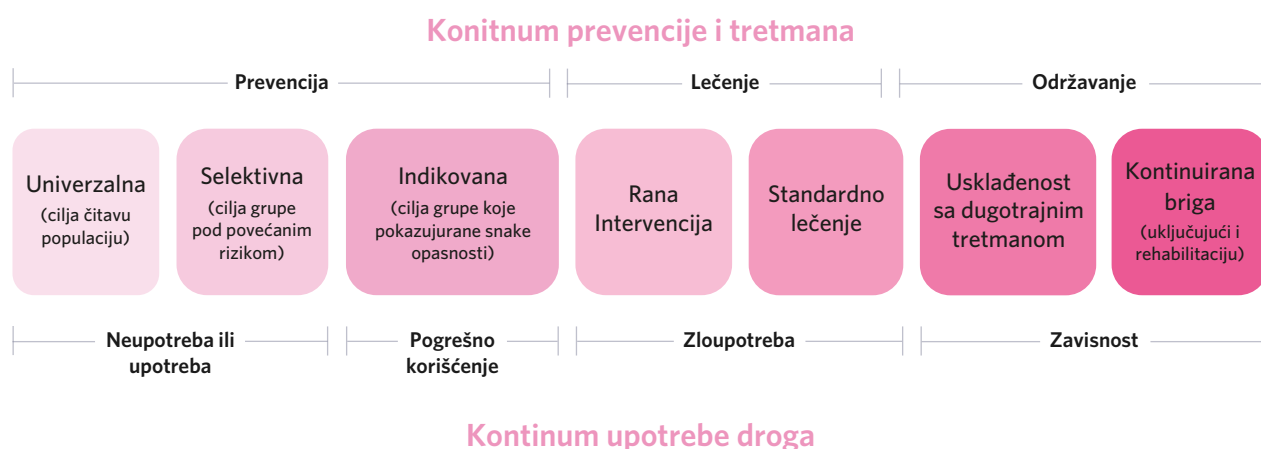 Konitnum prevencije i tretmana
Prevencija
Lečenje
Održavanje
Univerzalna
(cilja čitavu
populaciju)
Selektivna
(cilja grupe
pod povećanim
rizikom)
Indikovana
(cilja grupe koje
pokazujurane snake
opasnosti)
Rana
Intervencija
Standardno
lečenje
Usklađenost
sa dugotrajnim
tretmanom
Kontinuirana
briga
(uključujući i
rehabilitaciju)
Neupotreba ili
upotreba
Pogrešno
korišćenje
Zloupotreba
Zavisnost
Kontinum upotrebe droga